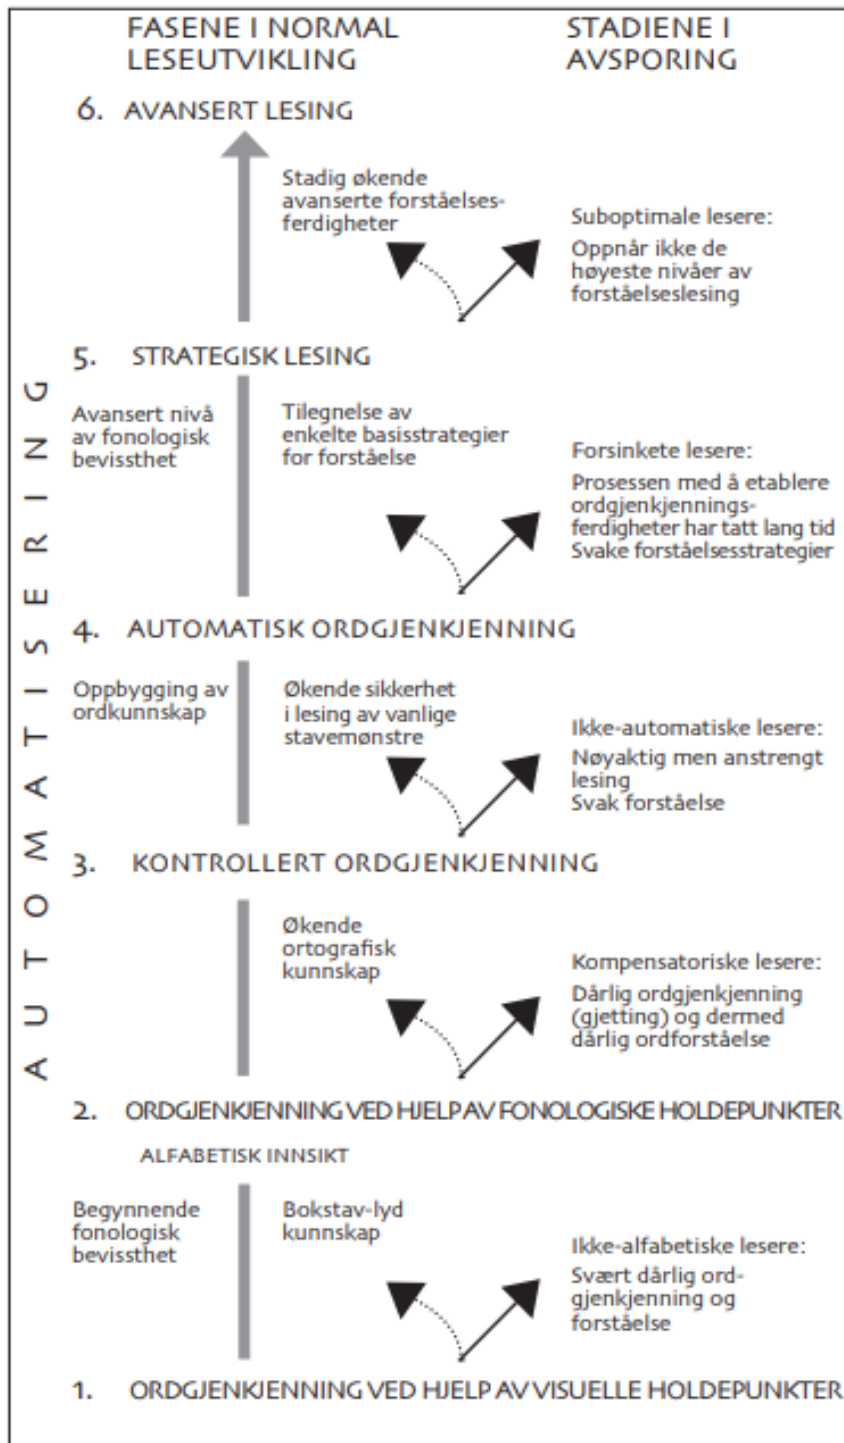 FASENE I NORMAL
LESEUTVIKLING
STADIENE I
AVSPORING
6. AVANSERT LESING
Stadig økende
avanserte forståelses-
ferdigheter
Suboptimale lesere:
Oppnår ikke de
høyeste nivåer av
forståelseslesing
5. STRATEGISK LESING
Avansert nivå
av fonologisk
bevissthet
Tilegnelse av
enkelte basisstrategier
for forståelse
Forsinkete lesere:
Prosessen med å etablere
ordgjenkjennings-
ferdigheter har tatt lang tid
Svake forståelsesstrategier
4. AUTOMATISK ORDGJENKJENNING
Oppbygging av
ordkunnskap
Økende sikkerhet
i lesing av vanlige
stavemønstre
Ikke-automatiske lesere:
Nøyaktig men anstrengt
lesing
Svak forståelse
3. KONTROLLERT ORDGJENKJENNING
Økende
ortografisk
kunnskap
Kompensatoriske lesere:
Dårlig ordgjenkjenning
(gjetting) og dermed
dårlig ordforståelse
2. ORDGJENKJENNING VED HJELP AV FONOLOGISKE HOLDEPUNKTER
ALFABETISK INNSIKT
Begynnende
fonologisk
bevissthet
Bokstav-lyd
kunnskap
Ikke-alfabetiske lesere:
Svært dårlig ord-
gjenkjenning og
forståelse
1. ORDGJENKJENNING VED HJELP AV VISUELLE HOLDEPUNKTER
AUTOMATISERING